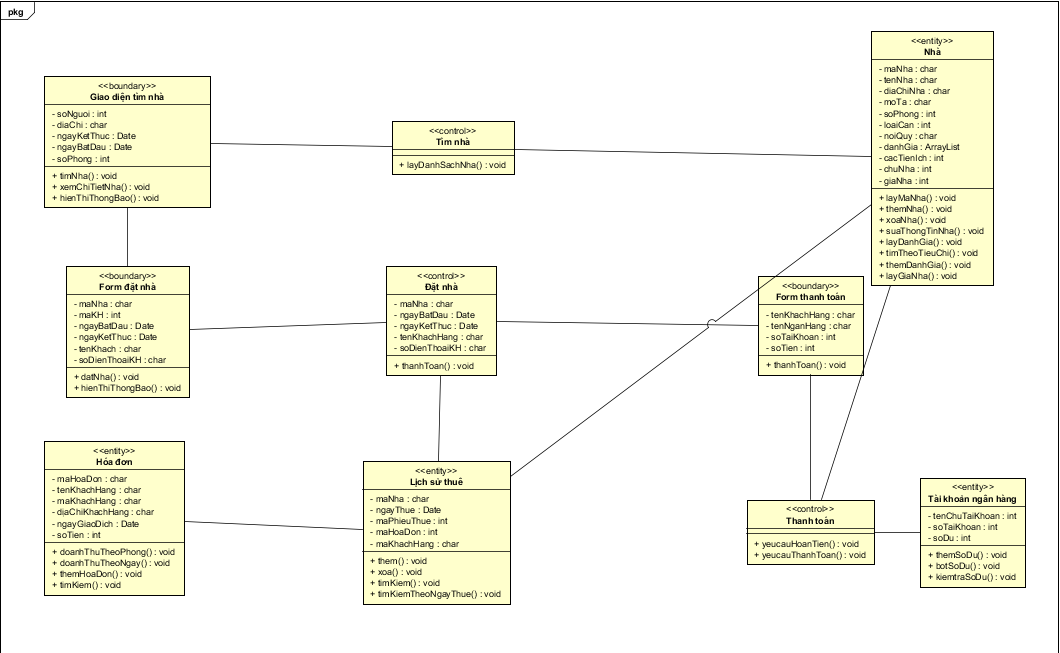 pkg
<<boundary>>
Giao diện tìm nhà
- soNguoi : int
- diaChi : char
- ngayKetThuc : Date
- ngayBatDau : Date
- soPhong : int
+ timNha() : void
+ xemChiTietNha() : void
+ hienThiThongBao() : void
<<control>>
Tìm nhà
+ layDanhSachNha() : void
<<entity>>
Nhà
- maNha : char
- tenNha : char
- diaChiNha : char
- moTa : char
- soPhong : int
- loaiCan : int
- noiQuy : char
- danhGia : ArrayList
- cacTienIch : int
- chuNha : int
- giaNha : int
+ layMaNha() : void
+ themNha() : void
+ xoaNha() : void
+ suaThongTinNha() : void
+ layDanhGia() : void
+ timTheoTieuChi() : void
+ themDanhGia() : void
+ layGiaNha() : void
<<boundary>>
Form đặt nhà
- maNha : char
- maKH : int
- ngayBatDau : Date
- ngayKetThuc : Date
- tenKhach : char
- soDienThoaiKH : char
+ datNha() : void
+ hienThiThongBao() : void
<<control>>
Đặt nhà
- maNha : char
- ngayBatDau : Date
- ngayKetThuc : Date
- tenKhachHang : char
- soDienThoaiKH : char
+ thanhToan() : void
<<boundary>>
Form thanh toán
- tenKhachHang : char
- tenNganHang : char
- soTaiKhoan : int
- soTien : int
+ thanhToan() : void
<<entity>>
Hóa đơn
- maHoaDon : char
- tenKhachHang : char
- maKhachHang : char
- diaChiKhachHang : char
- ngayGiaoDich : Date
- soTien : int
+ doanhThuTheoPhong() : void
+ doanhThuTheoNgay() : void
+ themHoaDon() : void
+ timKiem() : void
<<entity>>
Lịch sử thuê
- maNha : char
- ngayThue : Date
- maPhieuThue : int
- maHoaDon : int
- maKhachHang : char
+ them() : void
+ xoa() : void
+ timKiem() : void
+ timKiemTheoNgayThue() : void
<<control>>
Thanh toán
+ yeucauHoanTien() : void
+ yeucauThanhToan() : void
<<entity>>
Tài khoản ngân hàng
- tenChuTaiKhoan : int
- soTaiKhoan : int
- soDu : int
+ themSoDu() : void
+ botSoDu() : void
+ kiemtraSoDu() : void